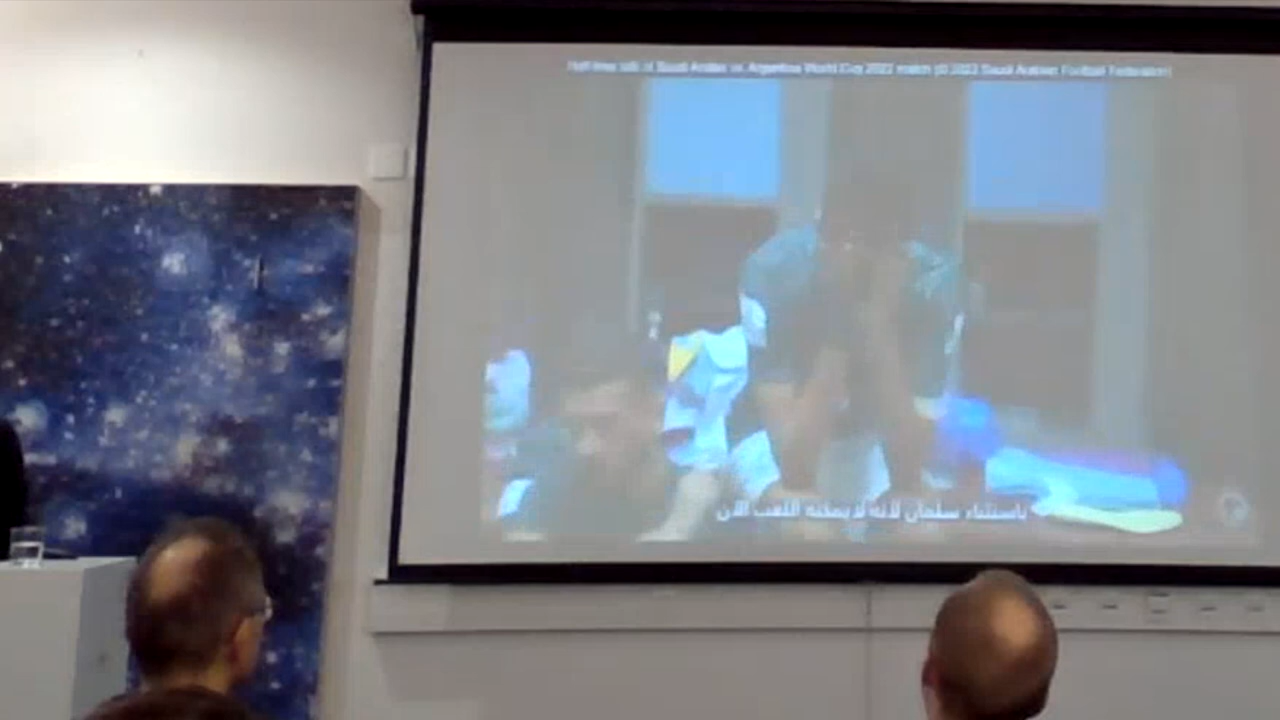 Half-time talk of Saudi Arabia vs. Argentina World Cup 2022 match (© 2022 Saudi Arabian Football Federation)
باستثناء سلمان لأنه لا يمكنه اللعب الآن